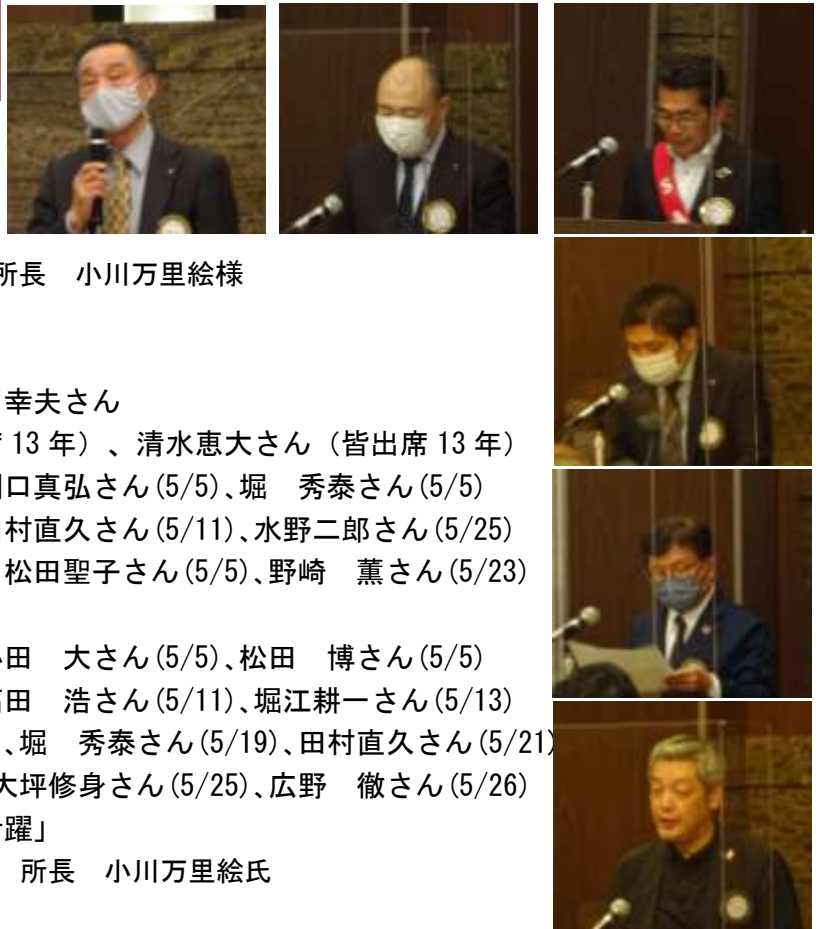 所長　小川万里絵様
幸夫さん
13 年）、清水恵大さん（皆出席 13 年）
口真弘さん(5/5)、堀　秀泰さん(5/5)
村直久さん(5/11)、水野二郎さん(5/25)
松田聖子さん(5/5)、野崎　薫さん(5/23)
田　大さん(5/5)、松田　博さん(5/5)
田　浩さん(5/11)、堀江耕一さん(5/13)
、堀　秀泰さん(5/19)、田村直久さん(5/21)
大坪修身さん(5/25)、広野　徹さん(5/26)
躍」
所長　小川万里絵氏